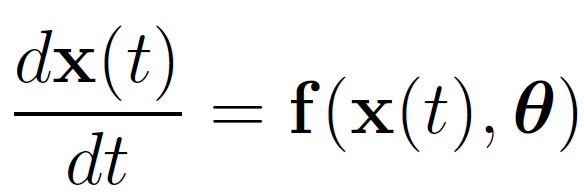 d𝐱(t)/dt = 𝐟(𝐱(t), 𝜽)